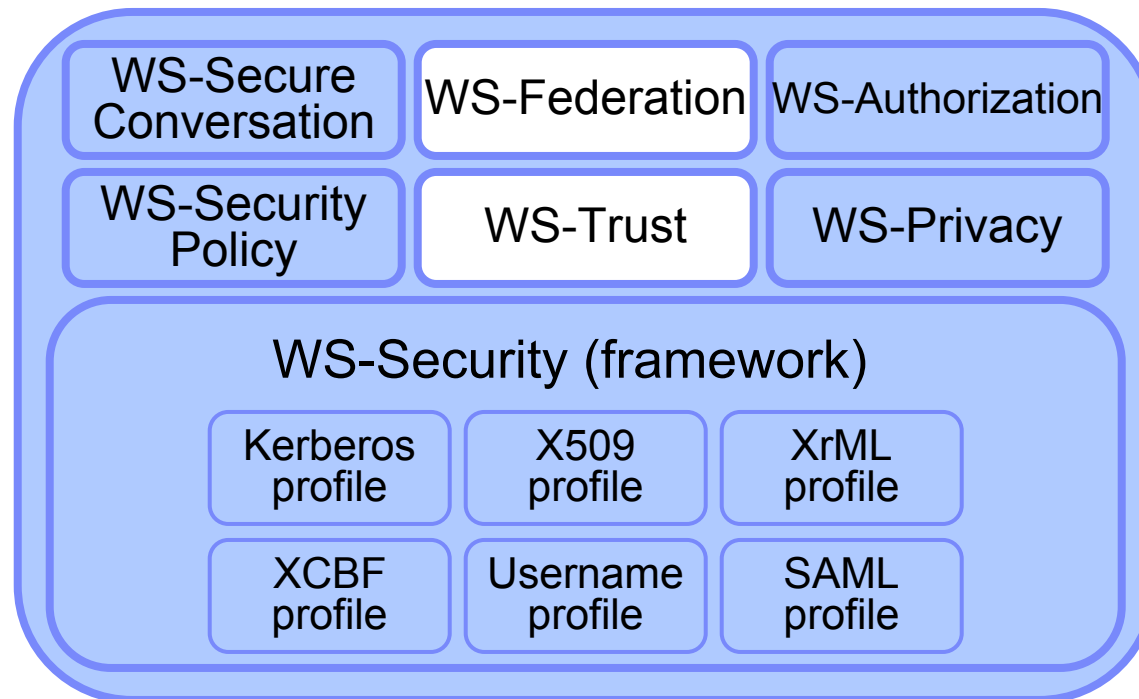 WS-Secure
Conversation
WS-Federation
WS-Authorization
WS-Security
Policy
WS-Trust
WS-Privacy
WS-Security (framework)
Kerberos
profile
X509
profile
XrML
profile
XCBF
profile
Username
profile
SAML
profile